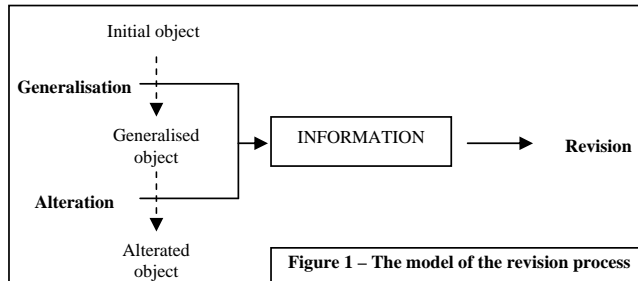 Initial object
Generalisation
Generalised
object
INFORMATION
Revision
Alteration
Alterated
object
Figure 1 – The model of the revision process